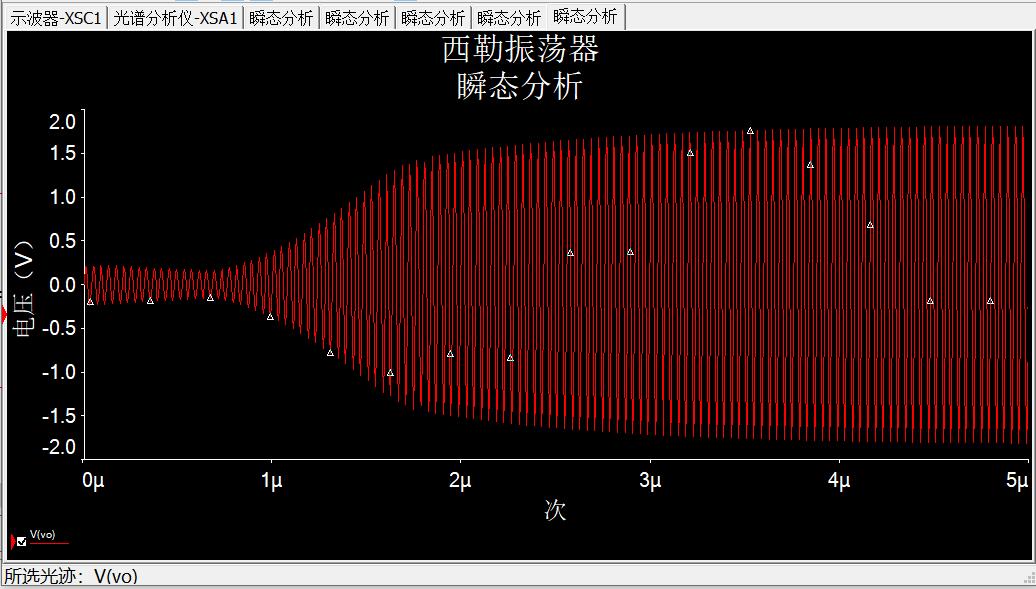 示波器-XSC1 光谱分析仪-XSA1 瞬态分析 瞬态分析 瞬态分析 瞬态分析 瞬态分析
西勒振荡器
瞬态分析
2.0
1.5
1.0
0.5
0.0
-0.5
-1.0
-1.5
-2.0
电压（V）
0μ 1μ 2μ 3μ 4μ 5μ
次
V(vo)
所选光迹：V(vo)